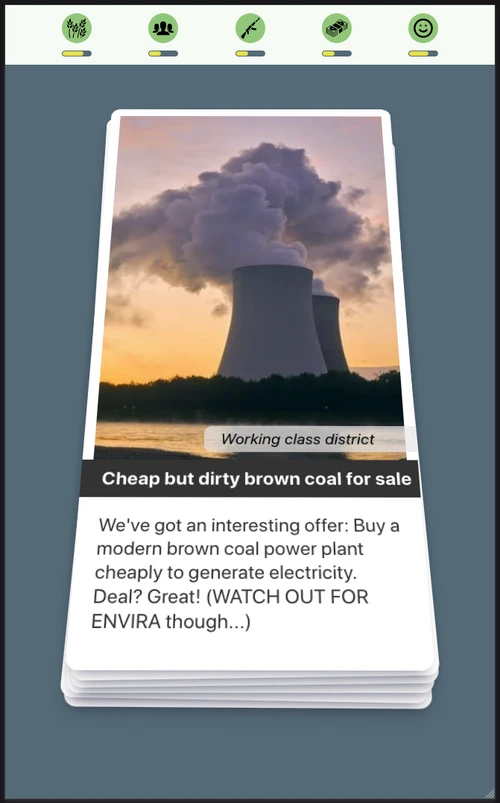 Working class district
Cheap but dirty brown coal for sale
We've got an interesting offer: Buy a
modern brown coal power plant
cheaply to generate electricity.
Deal? Great! (WATCH OUT FOR
ENVIRA though...)